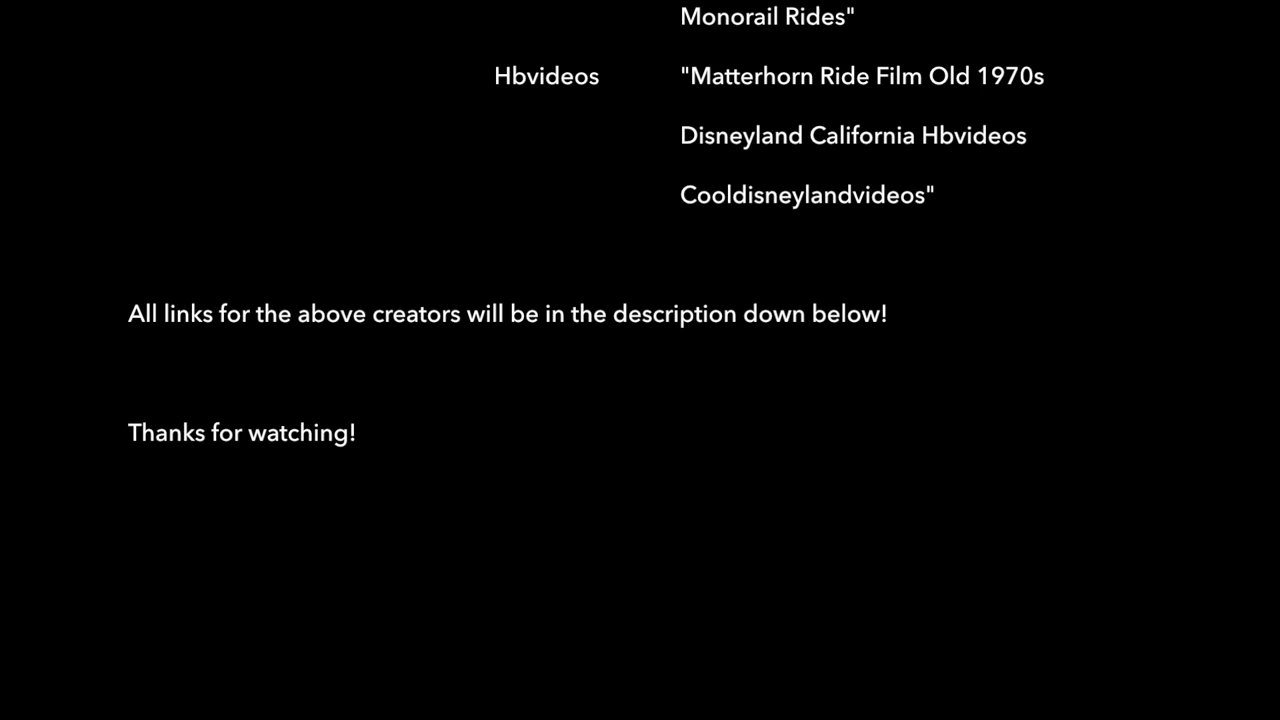 Monorail Rides"
Hbvideos "Matterhorn Ride Film Old 1970s
Disneyland California Hbvideos
Cooldisneylandvideos"
All links for the above creators will be in the description down below!
Thanks for watching!